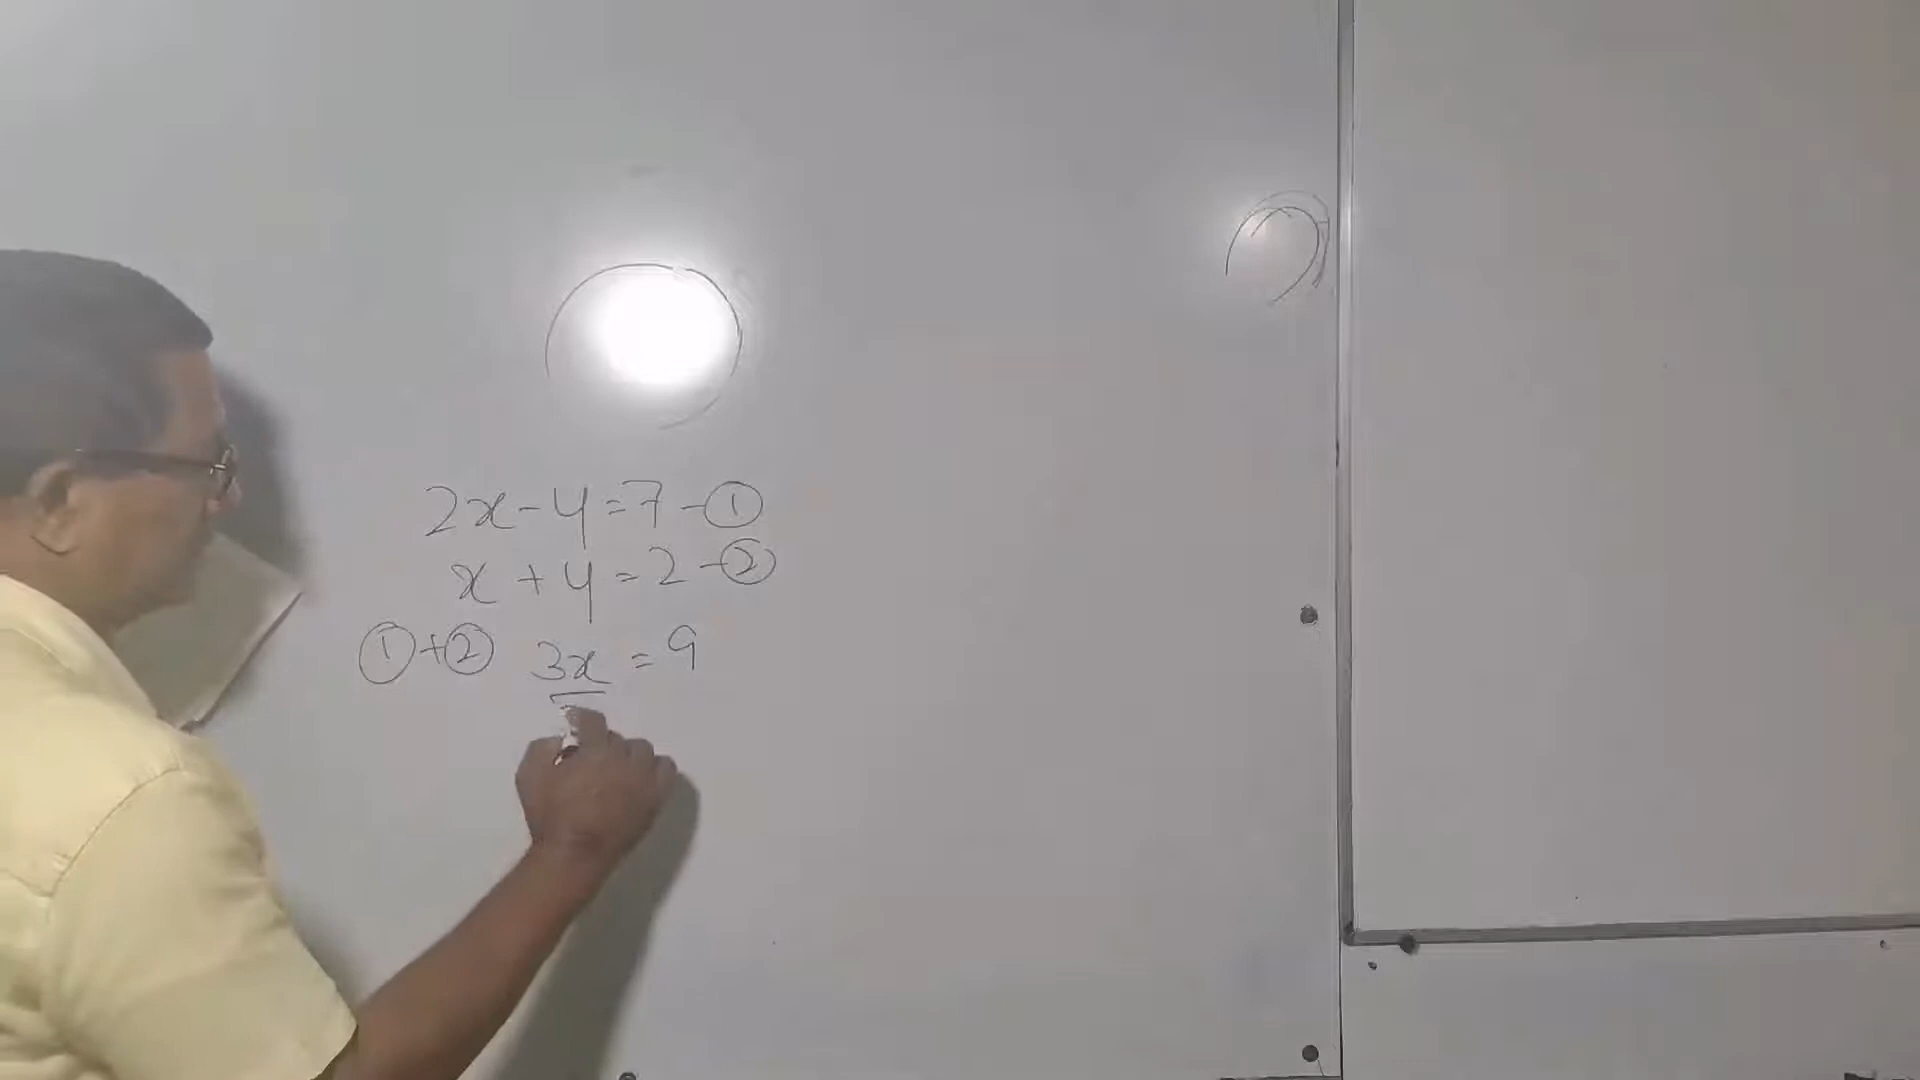 2x - y = 7 - ①
x + y = 2 - ②
① + ② 3x = 9